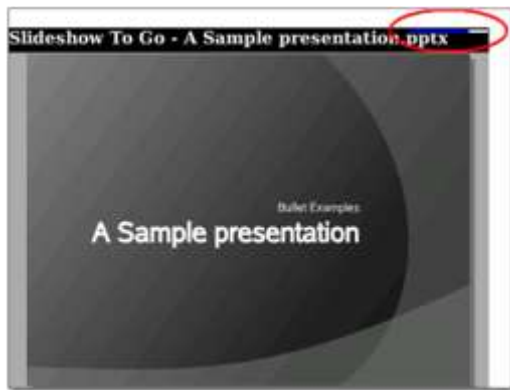 Slideshow To Go - A Sample presentation.pptx
Bullet Examples
A Sample presentation